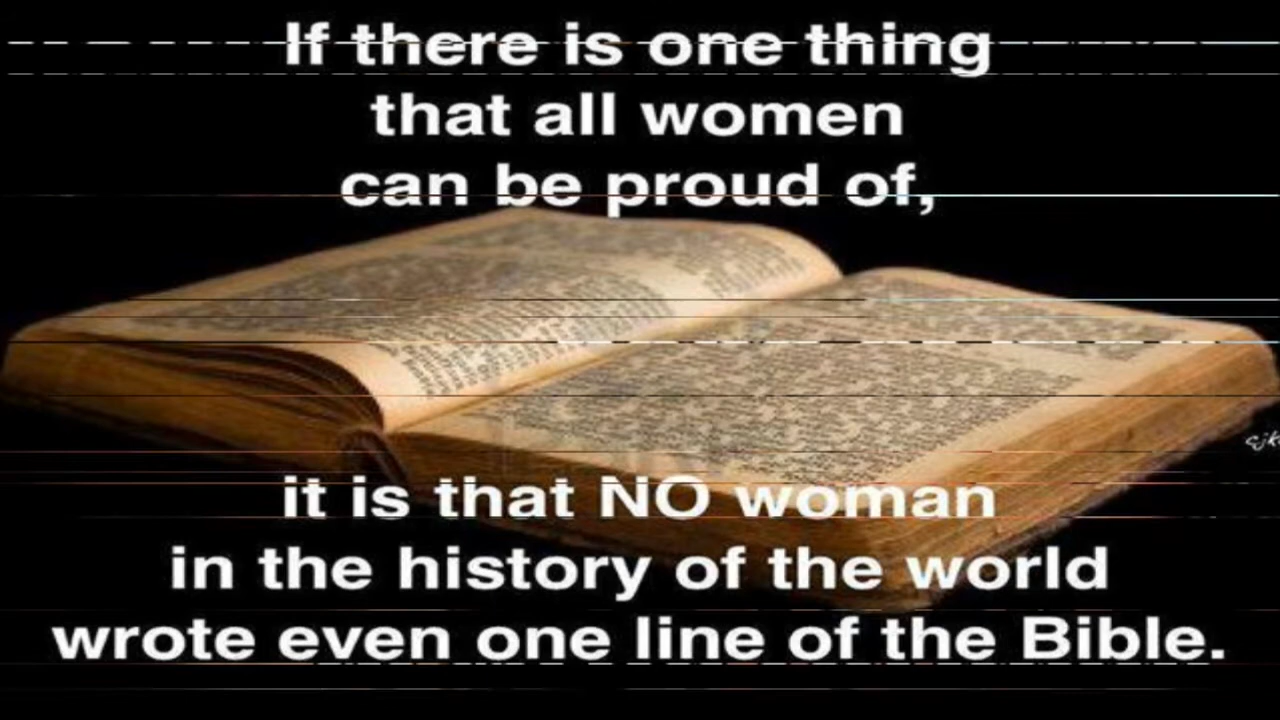 If there is one thing
that all women
can be proud of,
it is that NO woman
in the history of the world
wrote even one line of the Bible.